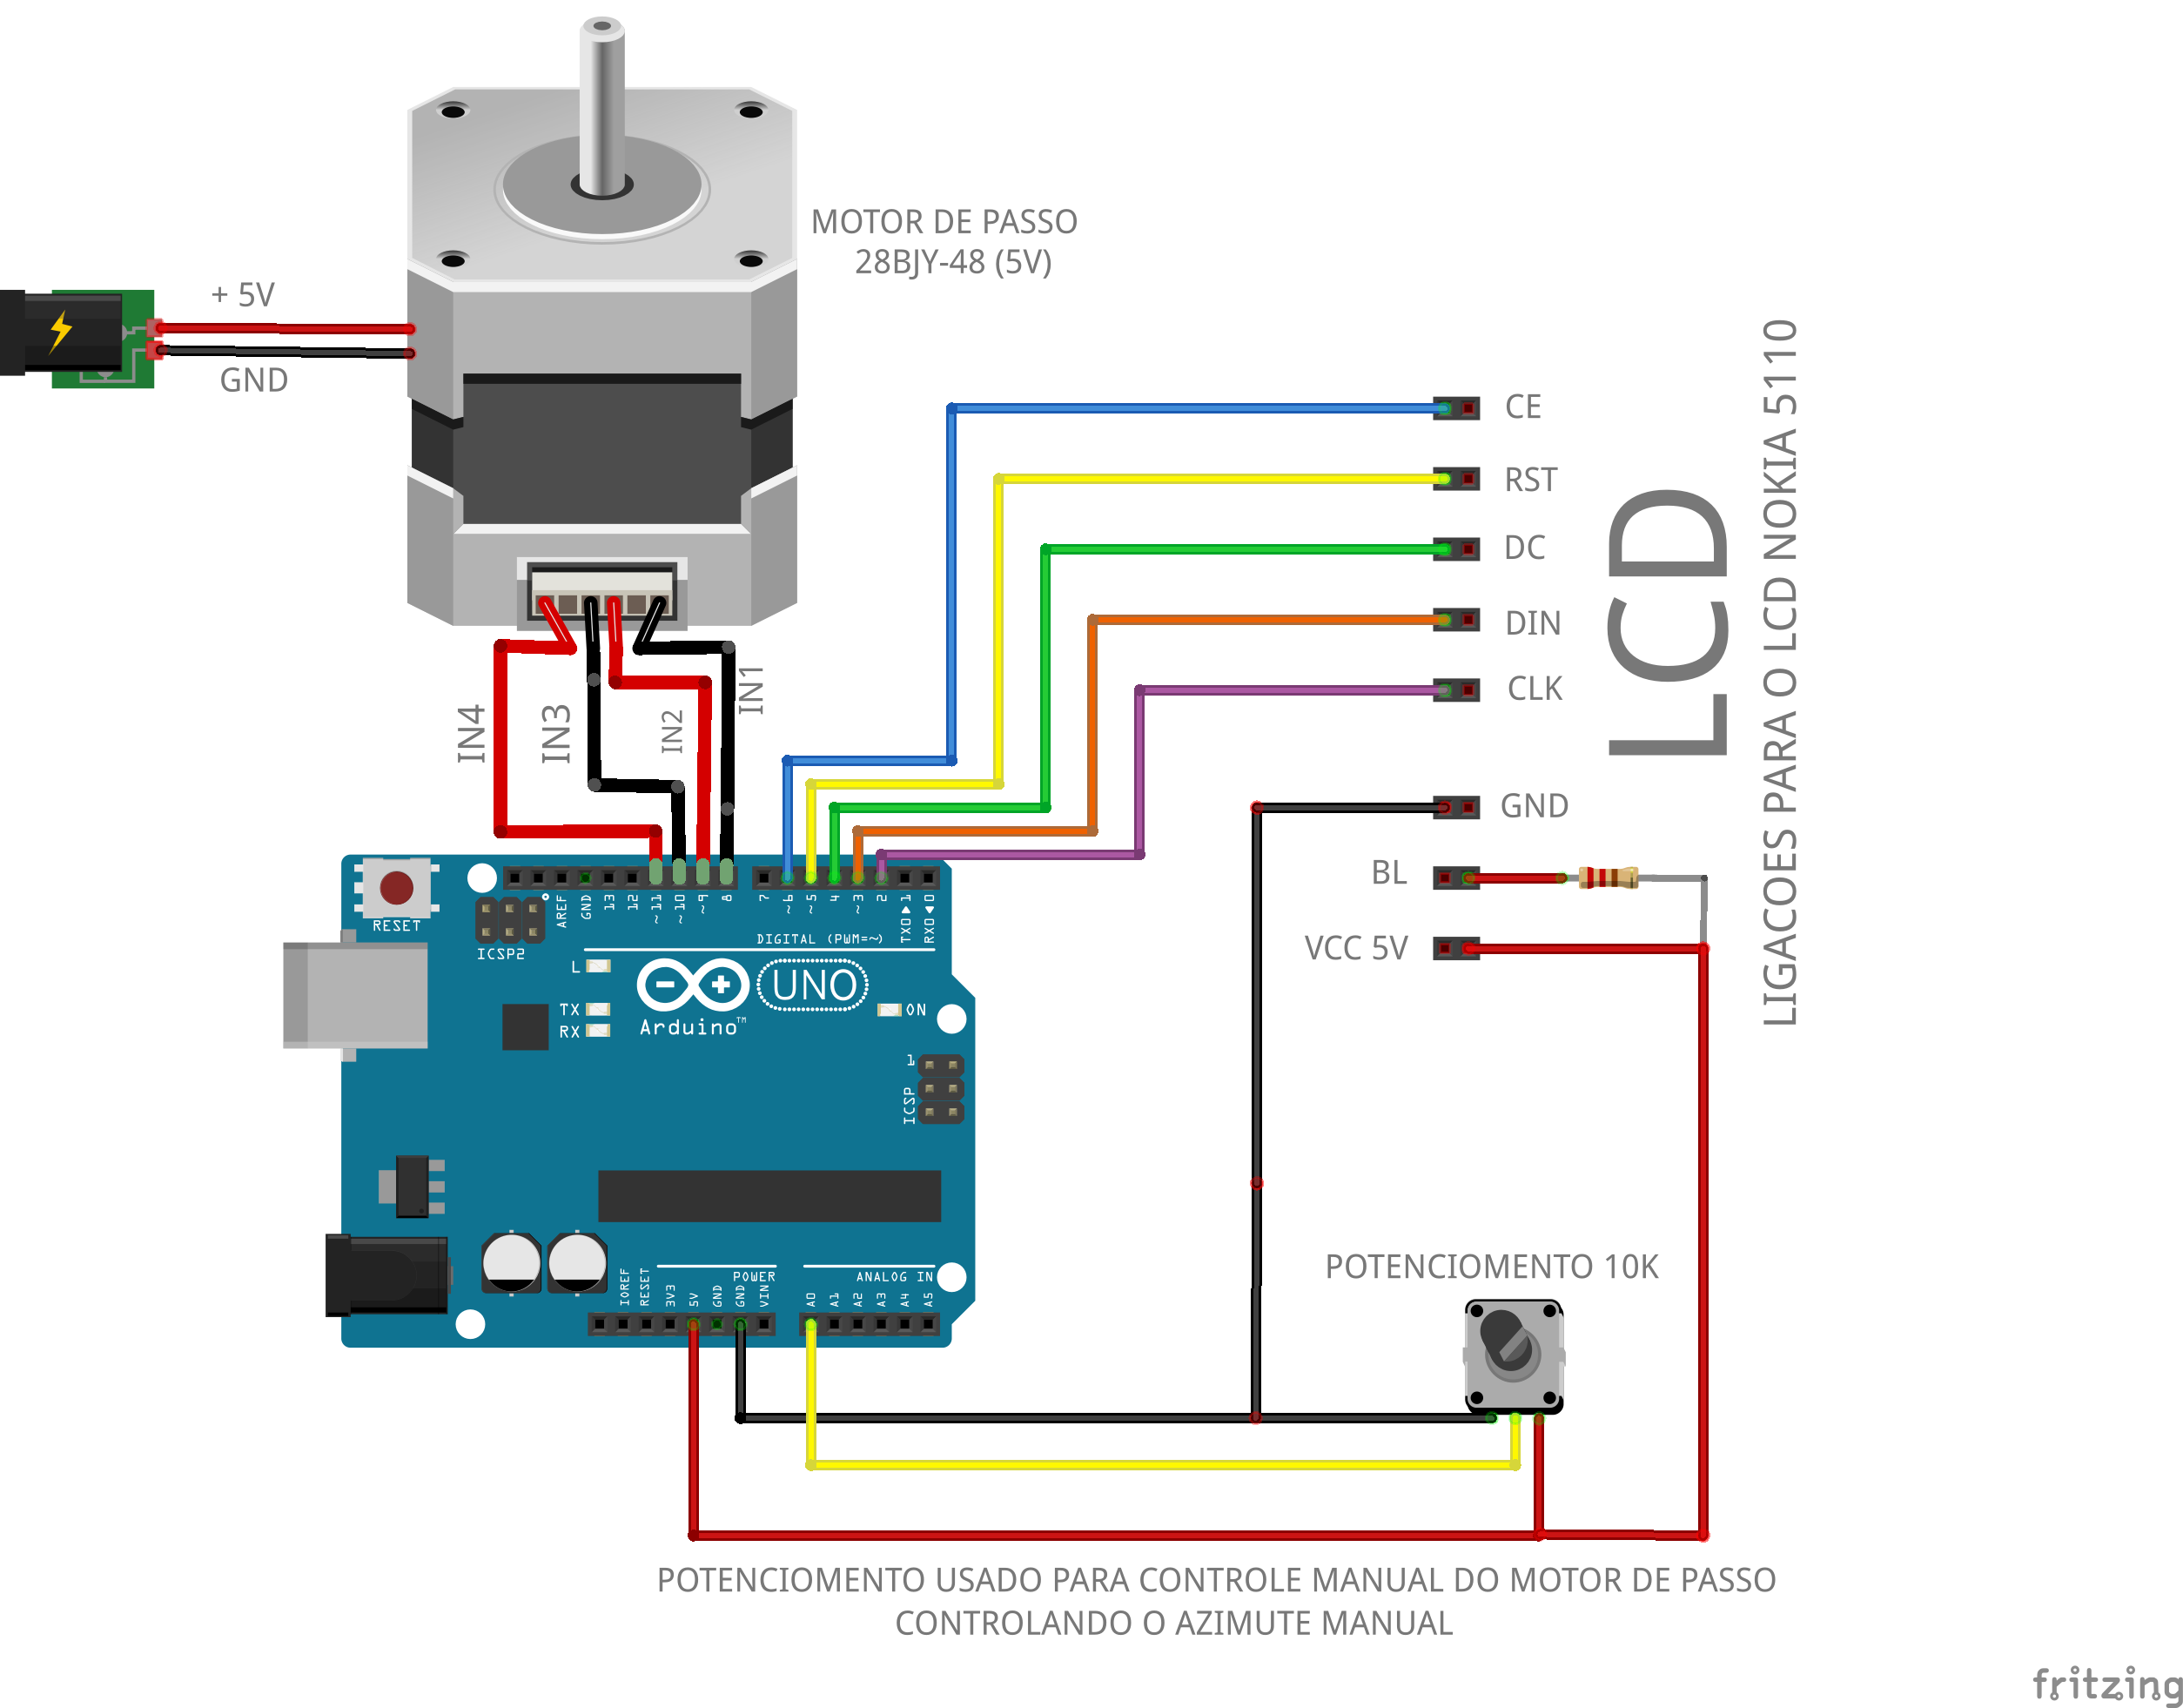 MOTOR DE PASSO
28BJY-48 (5V)
+ 5V
GND
CE
RST
DC
DIN
CLK
GND
BL
VCC 5V
LCD
LIGACOES PARA O LCD NOKIA 5110
IN4
IN3
IN2
IN1
RESET
ICSP2
AREF
GND
13
12
~11
~10
~9
8
7
~6
~5
4
~3
2
TX0 1
RX0 0
DIGITAL (PWM=~)
L
TX
RX
Arduino™
UNO
ON
1
ICSP
IOREF
RESET
3V3
5V
GND
GND
VIN
POWER
ANALOG IN
A0
A1
A2
A3
A4
A5
POTENCIOMENTO 10K
POTENCIOMENTO USADO PARA CONTROLE MANUAL DO MOTOR DE PASSO
CONTROLANDO O AZIMUTE MANUAL
fritzing